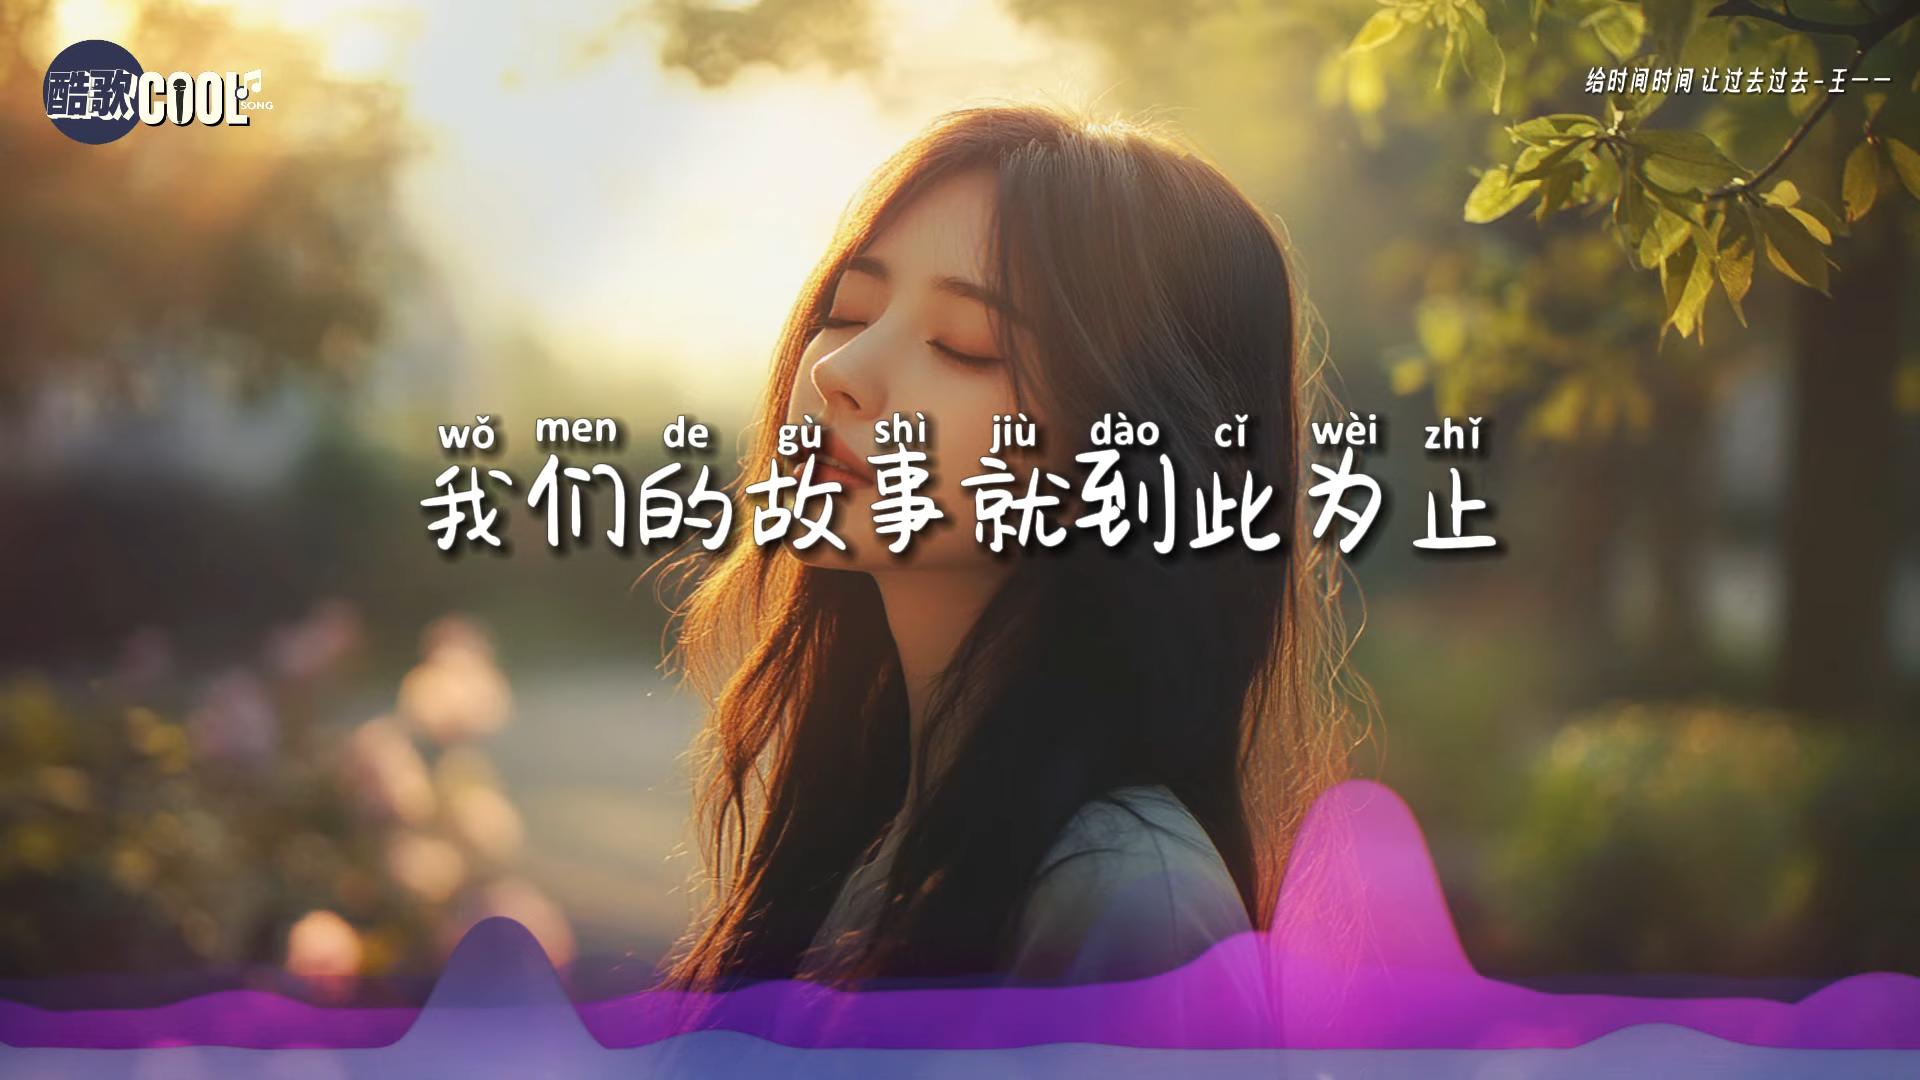 酷歌COOL
SONG
给时间时间 让过去过去-王一一
wǒ men de gù shì jiù dào cǐ wèi zhǐ
我们的故事就到此为止